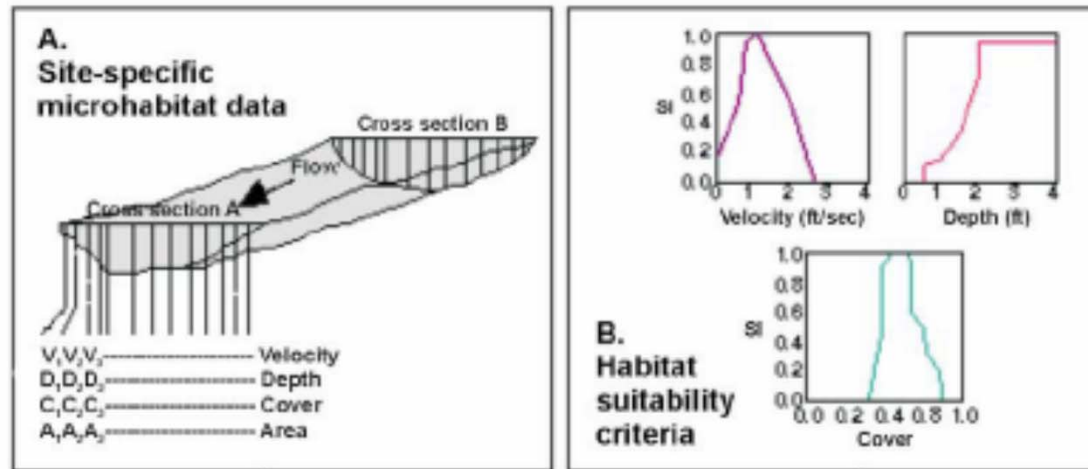 A.
Site-specific
microhabitat data
Cross section B
Flow
Cross section A
V₁V₂V₃ Velocity
D₁D₂D₃ Depth
C₁C₂C₃ Cover
A₁A₂A₃ Area
SI
1.0
0.8
0.6
0.4
0.2
0.0
0 1 2 3 4
Velocity (ft/sec)
0 1 2 3 4
Depth (ft)
B.
Habitat
suitability
criteria
SI
1.0
0.8
0.6
0.4
0.2
0.0
0.0 0.2 0.4 0.8 1.0
Cover